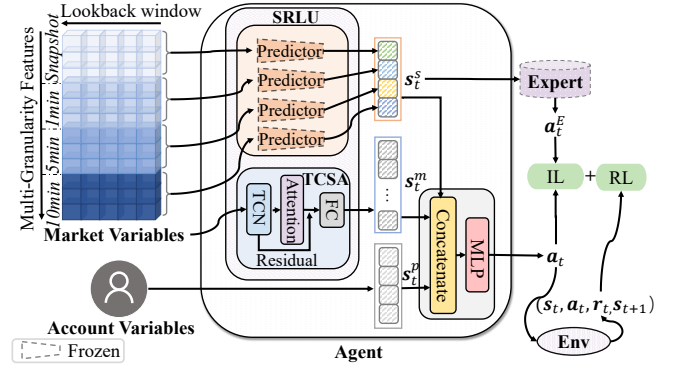 Lookback window
Multi-Granularity Features
Snapshot
1min
5min
10min
Market Variables
Account Variables
Frozen
SRLU
Predictor
Predictor
Predictor
Predictor
TCSA
TCN
Attention
FC
Residual
s_t^s
s_t^m
s_t^p
Concatenate
MLP
Agent
Expert
a_t^E
IL + RL
a_t
(s_t, a_t, r_t, s_{t+1})
Env